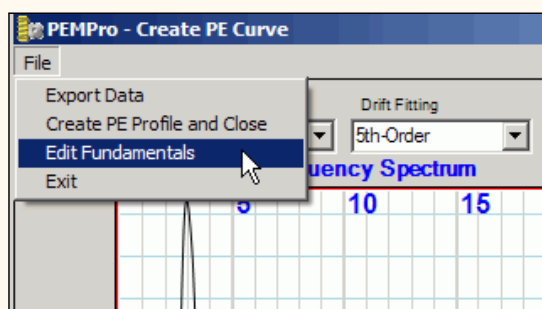 PEMPro - Create PE Curve
File
Export Data
Create PE Profile and Close
Edit Fundamentals
Exit
Drift Fitting
5th-Order
uency Spectrum
5
10
15